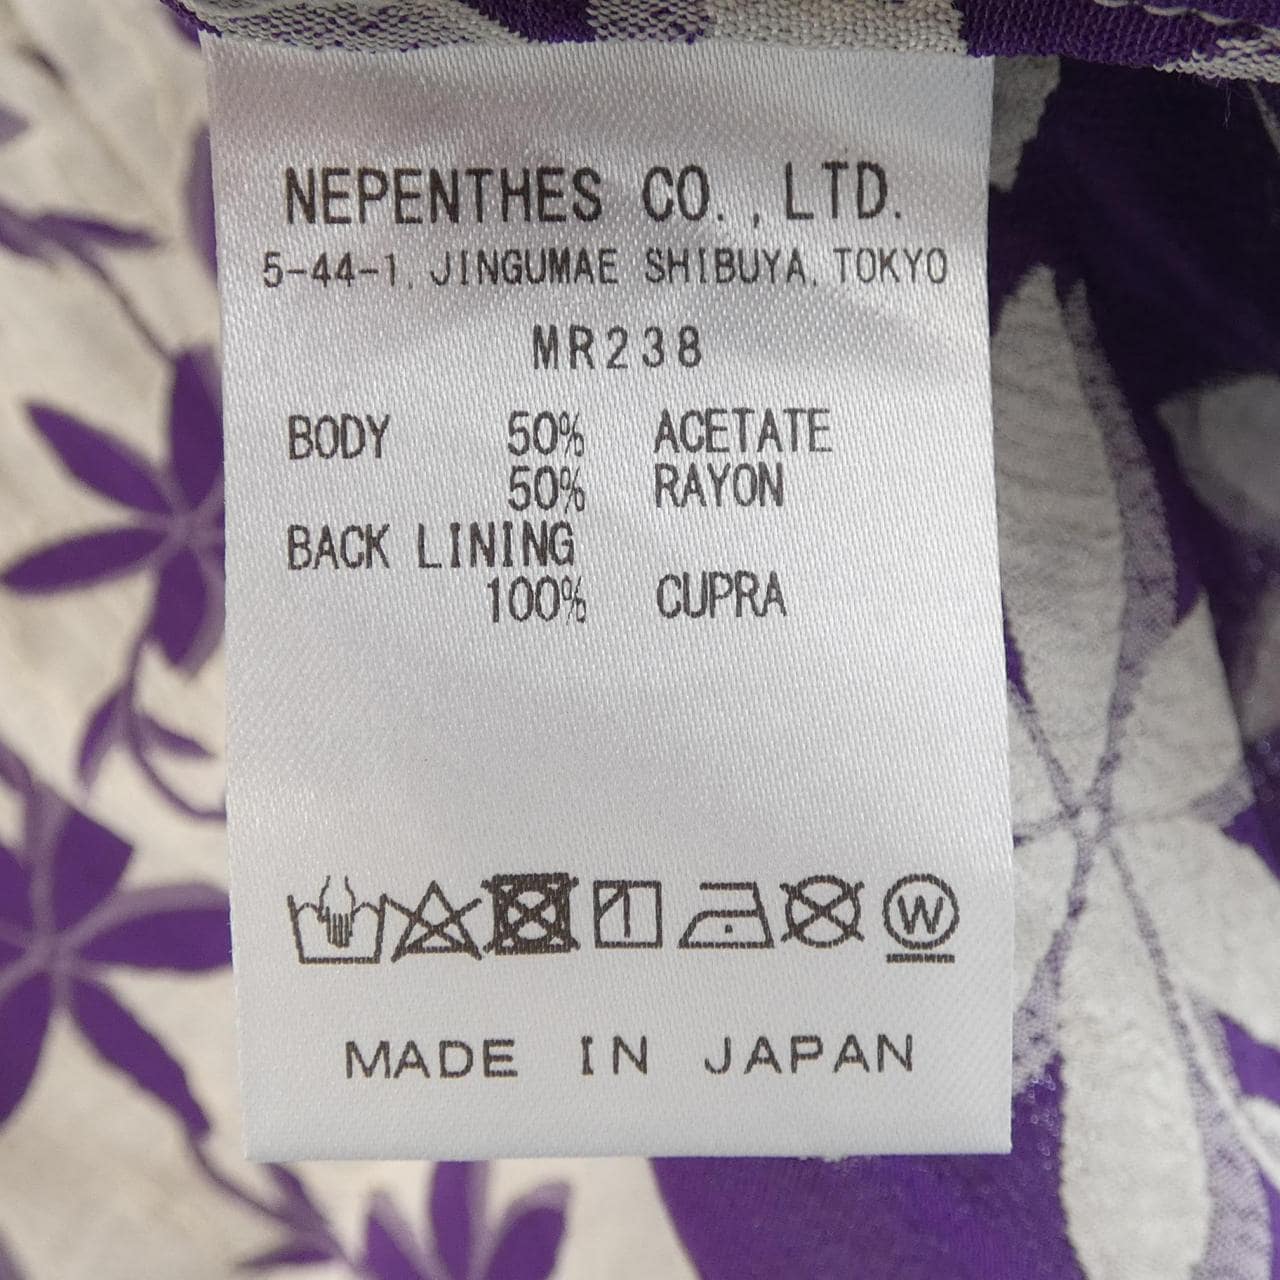 NEPENTHES CO., LTD.
5-44-1, JINGUMAE SHIBUYA, TOKYO
MR238
BODY 50% ACETATE
50% RAYON
BACK LINING
100% CUPRA
W
MADE IN JAPAN